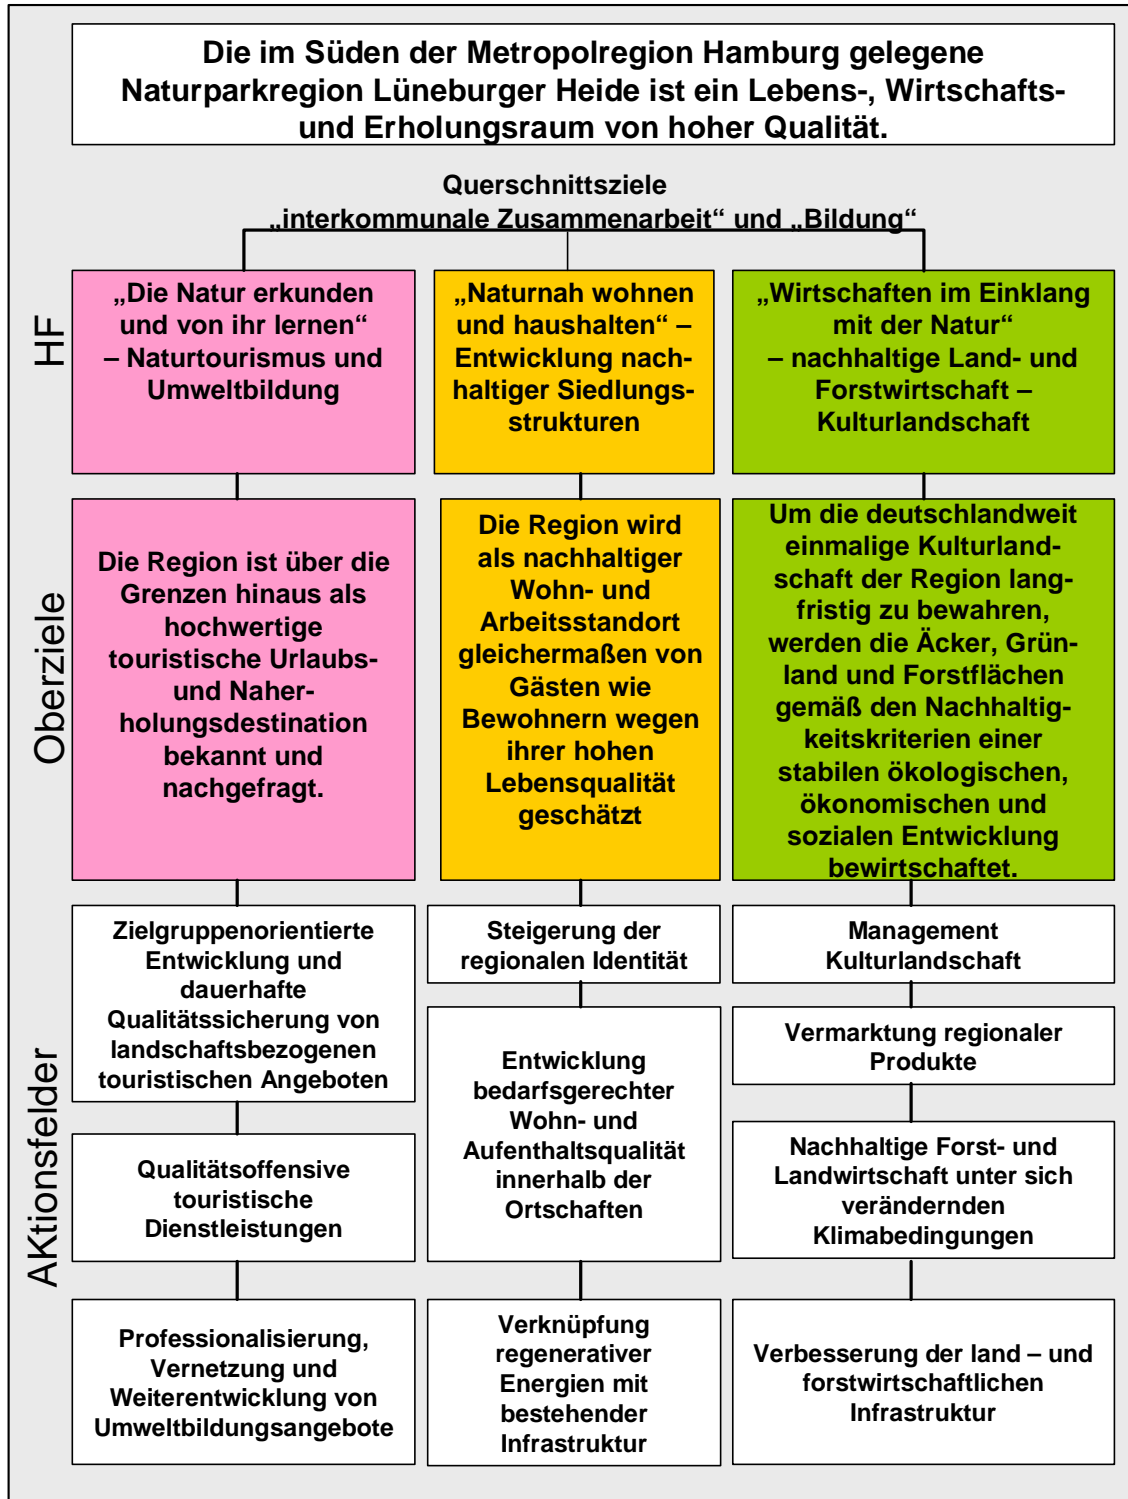 Die im Süden der Metropolregion Hamburg gelegene
Naturparkregion Lüneburger Heide ist ein Lebens-, Wirtschafts-
und Erholungsraum von hoher Qualität.
Querschnittsziele
„interkommunale Zusammenarbeit“ und „Bildung“
HF
„Die Natur erkunden
und von ihr lernen“
– Naturtourismus und
Umweltbildung
„Naturnah wohnen
und haushalten“ –
Entwicklung nach-
haltiger Siedlungs-
strukturen
„Wirtschaften im Einklang
mit der Natur“
– nachhaltige Land- und
Forstwirtschaft –
Kulturlandschaft
Oberziele
Die Region ist über die
Grenzen hinaus als
hochwertige
touristische Urlaubs-
und Naher-
holungsdestination
bekannt und
nachgefragt.
Die Region wird
als nachhaltiger
Wohn- und
Arbeitsstandort
gleichermaßen von
Gästen wie
Bewohnern wegen
ihrer hohen
Lebensqualität
geschätzt
Um die deutschlandweit
einmalige Kulturland-
schaft der Region lang-
fristig zu bewahren,
werden die Äcker, Grün-
land und Forstflächen
gemäß den Nachhaltig-
keitskriterien einer
stabilen ökologischen,
ökonomischen und
sozialen Entwicklung
bewirtschaftet.
AKtionsfelder
Zielgruppenorientierte
Entwicklung und
dauerhafte
Qualitätssicherung von
landschaftsbezogenen
touristischen Angeboten
Qualitätsoffensive
touristische
Dienstleistungen
Professionalisierung,
Vernetzung und
Weiterentwicklung von
Umweltbildungsangebote
Steigerung der
regionalen Identität
Entwicklung
bedarfsgerechter
Wohn- und
Aufenthaltsqualität
innerhalb der
Ortschaften
Verknüpfung
regenerativer
Energien mit
bestehender
Infrastruktur
Management
Kulturlandschaft
Vermarktung regionaler
Produkte
Nachhaltige Forst- und
Landwirtschaft unter sich
verändernden
Klimabedingungen
Verbesserung der land – und
forstwirtschaftlichen
Infrastruktur